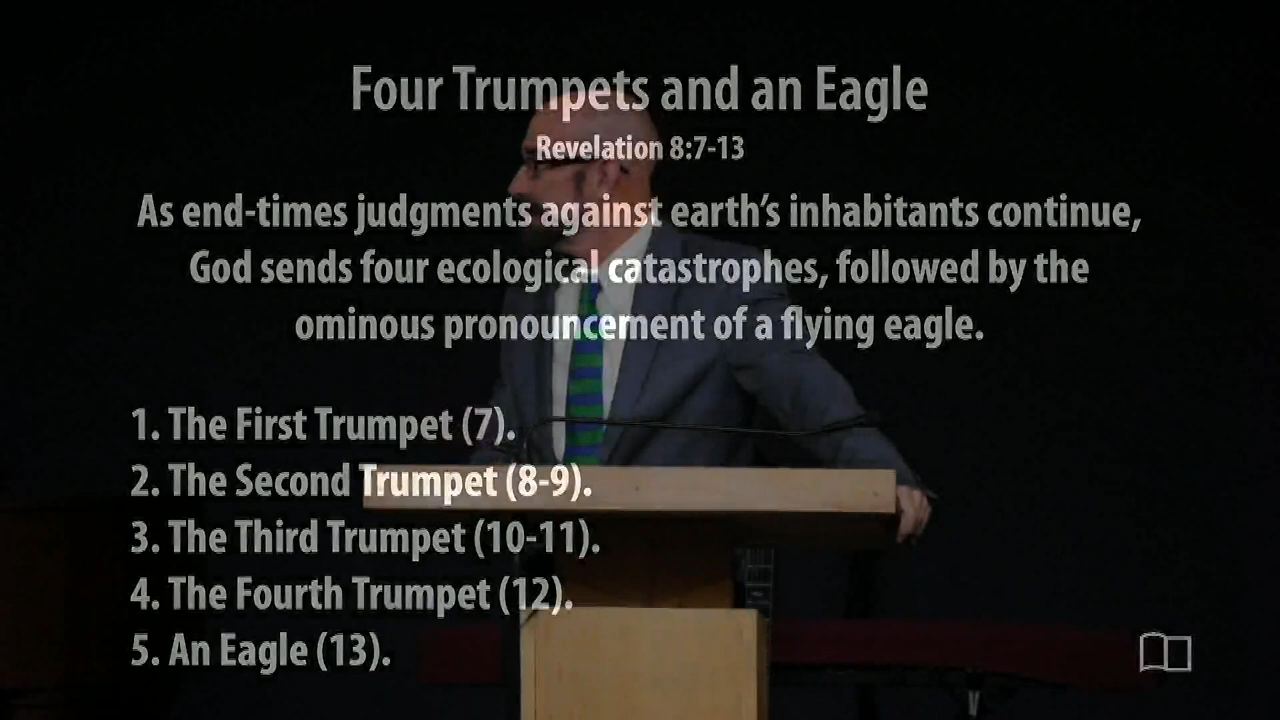 Four Trumpets and an Eagle
Revelation 8:7-13
As end-times judgments against earth’s inhabitants continue,
God sends four ecological catastrophes, followed by the
ominous pronouncement of a flying eagle.
1. The First Trumpet (7).
2. The Second Trumpet (8-9).
3. The Third Trumpet (10-11).
4. The Fourth Trumpet (12).
5. An Eagle (13).